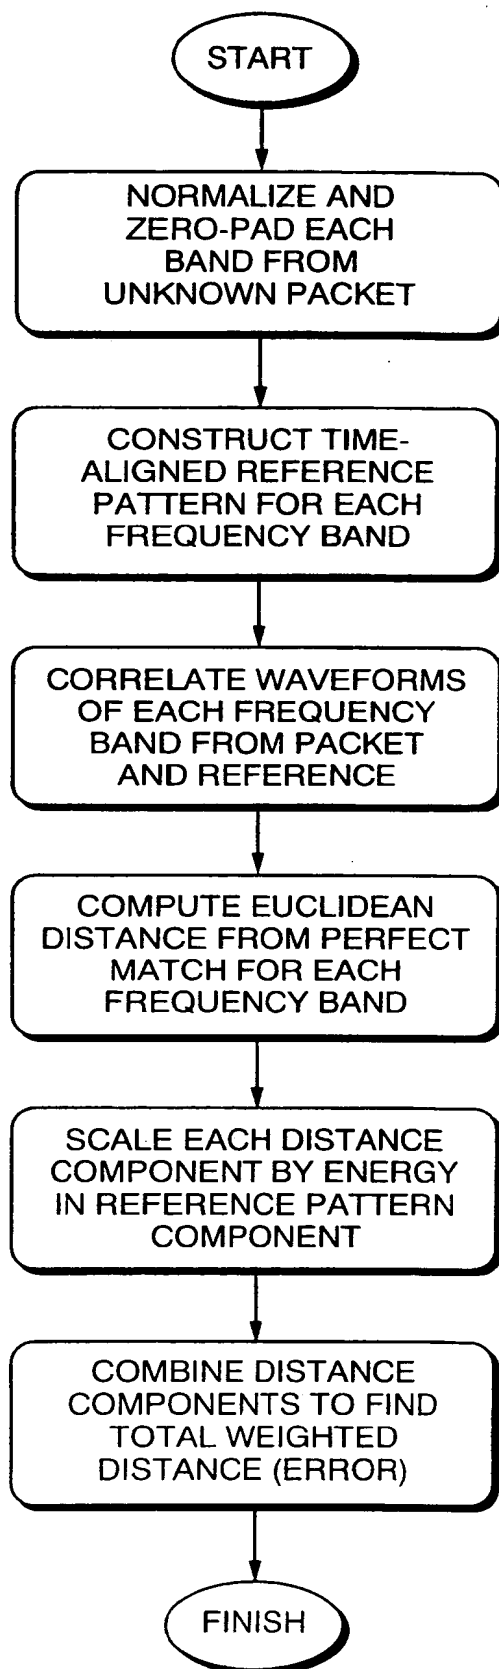 START
NORMALIZE AND
ZERO-PAD EACH
BAND FROM
UNKNOWN PACKET
CONSTRUCT TIME-
ALIGNED REFERENCE
PATTERN FOR EACH
FREQUENCY BAND
CORRELATE WAVEFORMS
OF EACH FREQUENCY
BAND FROM PACKET
AND REFERENCE
COMPUTE EUCLIDEAN
DISTANCE FROM PERFECT
MATCH FOR EACH
FREQUENCY BAND
SCALE EACH DISTANCE
COMPONENT BY ENERGY
IN REFERENCE PATTERN
COMPONENT
COMBINE DISTANCE
COMPONENTS TO FIND
TOTAL WEIGHTED
DISTANCE (ERROR)
FINISH